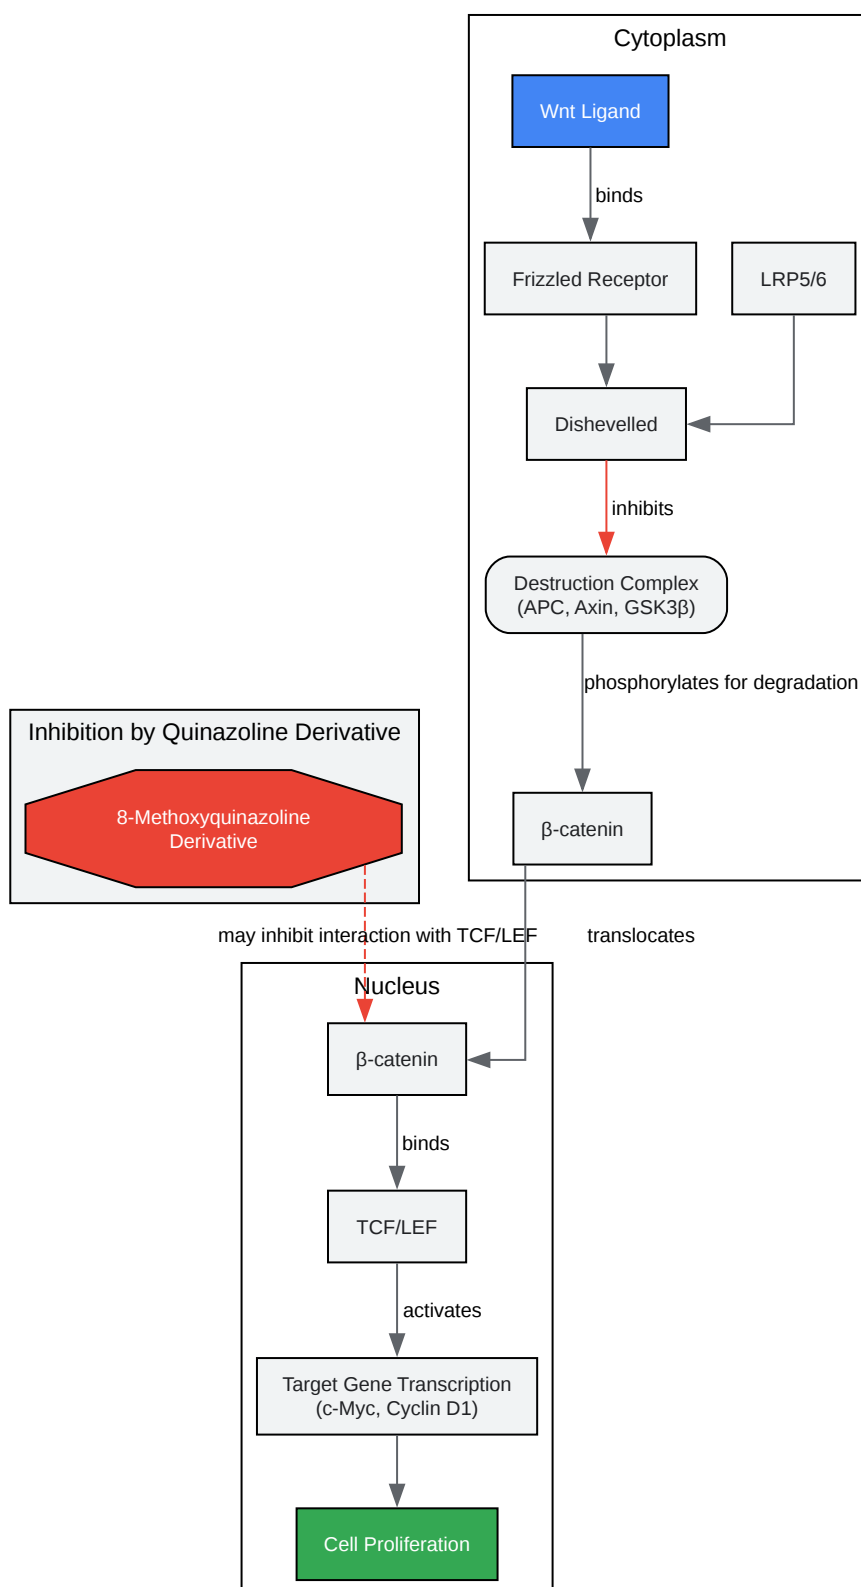 Cytoplasm
Wnt Ligand
binds
Frizzled Receptor
LRP5/6
Dishevelled
inhibits
Destruction Complex
(APC, Axin, GSK3β)
phosphorylates for degradation
β-catenin
Inhibition by Quinazoline Derivative
8-Methoxyquinazoline
Derivative
may inhibit interaction with TCF/LEF
translocates
Nucleus
β-catenin
binds
TCF/LEF
activates
Target Gene Transcription
(c-Myc, Cyclin D1)
Cell Proliferation